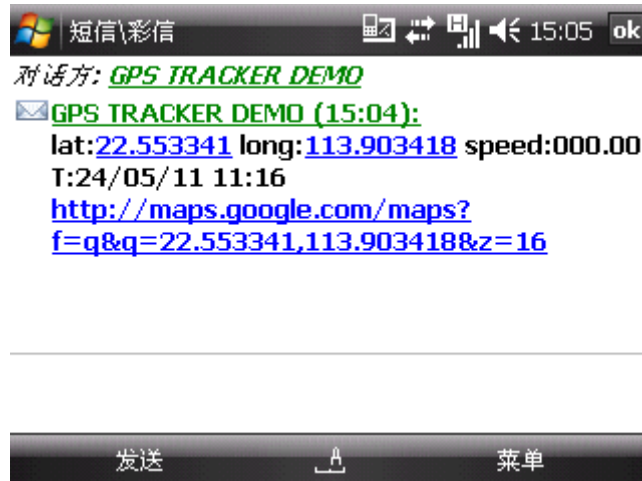 短信\彩信 15:05 ok
对话方: GPS TRACKER DEMO
GPS TRACKER DEMO (15:04):
lat:22.553341 long:113.903418 speed:000.00
T:24/05/11 11:16
http://maps.google.com/maps?
f=q&q=22.553341,113.903418&z=16
发送 A 菜单